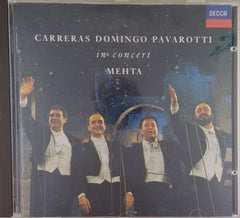 DECCA
CARRERAS DOMINGO PAVAROTTI
in concert
MEHTA